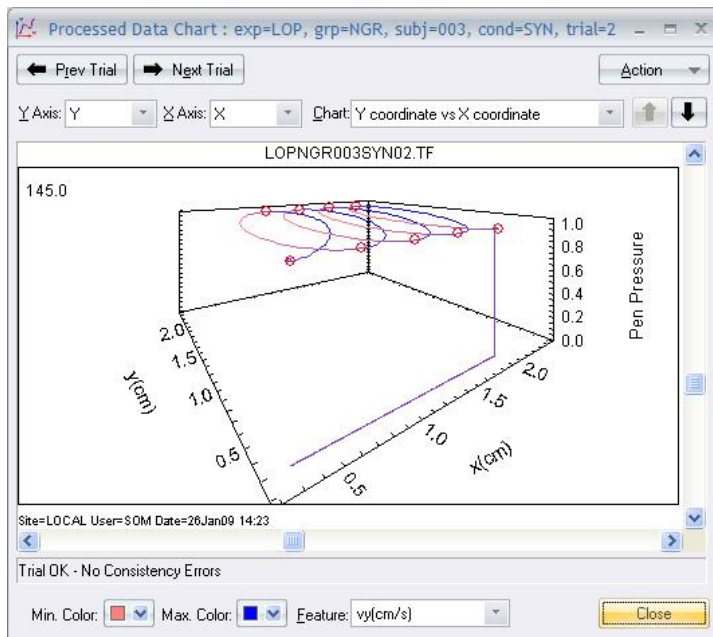 Processed Data Chart : exp=LOP, grp=NGR, subj=003, cond=SYN, trial=2
Prev Trial Next Trial Action
Y Axis: Y X Axis: X Chart: Y coordinate vs X coordinate
LOPNGR003SYN02.TF
145.0
1.0
0.8
0.6
0.4
0.2
0.0
Pen Pressure
2.0
1.5
1.0
0.5
y(cm)
2.0
1.5
1.0
0.5
x(cm)
Site=LOCAL User=SOM Date=26Jan09 14:23
Trial OK - No Consistency Errors
Min. Color: Max. Color: Feature: vy(cm/s) Close